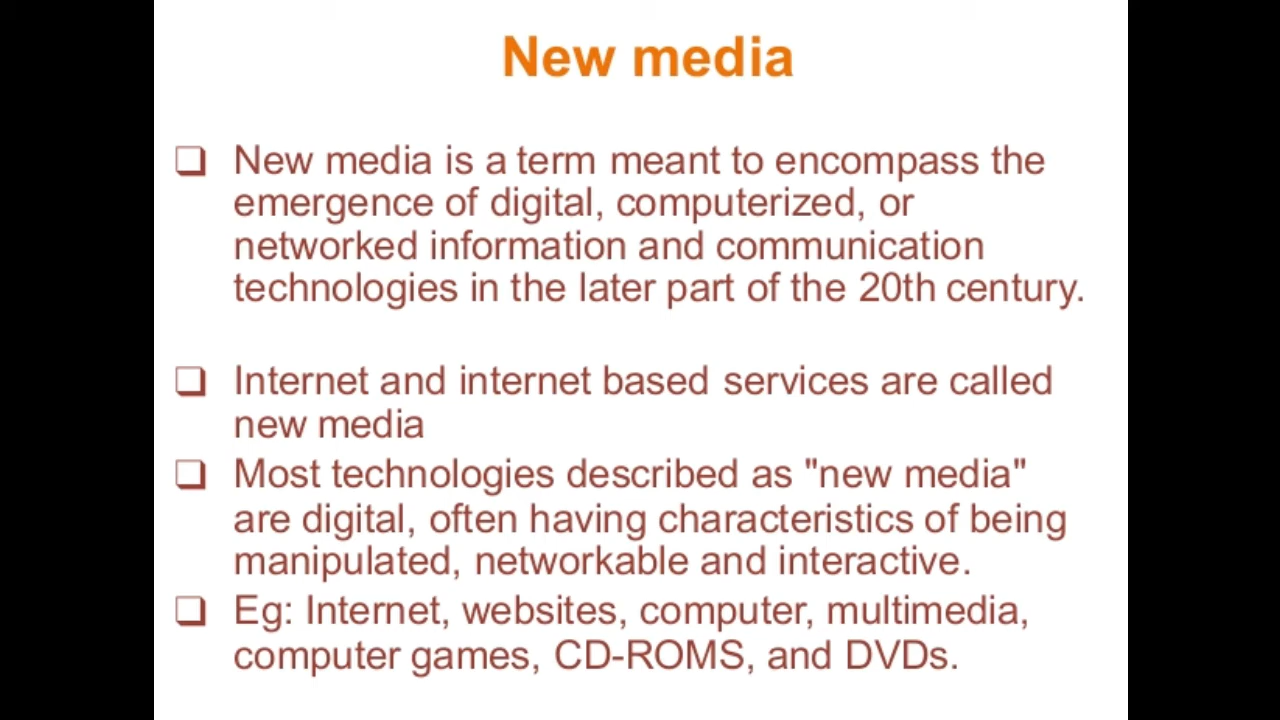 New media
❑ New media is a term meant to encompass the
emergence of digital, computerized, or
networked information and communication
technologies in the later part of the 20th century.
❑ Internet and internet based services are called
new media
❑ Most technologies described as "new media"
are digital, often having characteristics of being
manipulated, networkable and interactive.
❑ Eg: Internet, websites, computer, multimedia,
computer games, CD-ROMS, and DVDs.